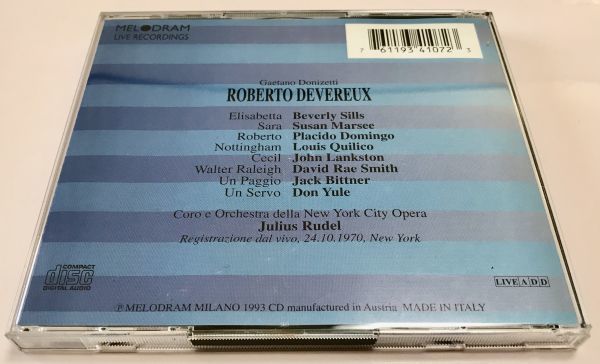 MELODRAM
LIVE RECORDINGS
7 61193 41072 3
Gaetano Donizetti
ROBERTO DEVEREUX
Elisabetta Beverly Sills
Sara Susan Marsee
Roberto Placido Domingo
Nottingham Louis Quilico
Cecil John Lankston
Walter Raleigh David Rae Smith
Un Paggio Jack Bittner
Un Servo Don Yule
Coro e Orchestra della New York City Opera
Julius Rudel
Registrazione dal vivo, 24.10.1970, New York
COMPACT
disc
DIGITAL AUDIO
LIVE A D D
℗ MELODRAM MILANO 1993 CD manufactured in Austria MADE IN ITALY